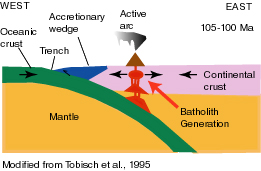 WEST
EAST
Oceanic
crust
Accretionary
wedge
Active
arc
105-100 Ma
Trench
Continental
crust
Batholith
Generation
Mantle
Modified from Tobisch et al., 1995